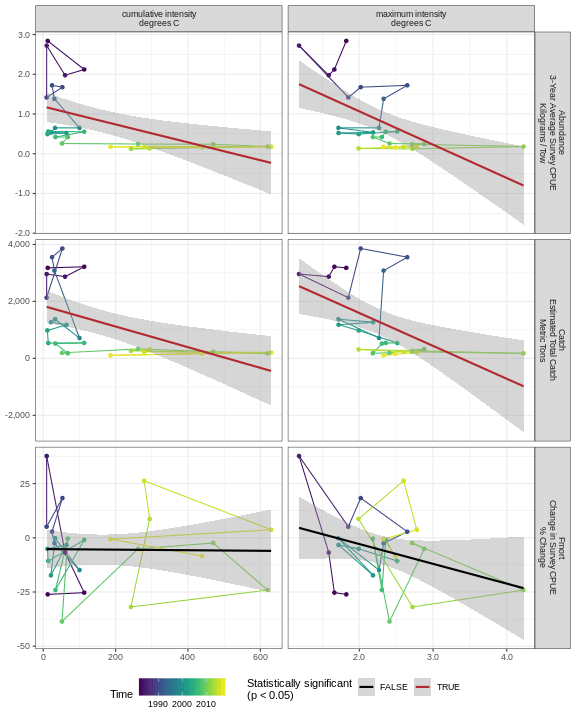 cumulative intensity
degrees C
maximum intensity
degrees C
3.0
2.0
1.0
0.0
-1.0
-2.0
Abundance
3-Year Average Survey CPUE
Kilograms / Tow
4,000
2,000
0
-2,000
Catch
Estimated Total Catch
Metric Tons
25
0
-25
-50
Fmort
Change in Survey CPUE
% Change
0
200
400
600
2.0
3.0
4.0
Time
1990 2000 2010
Statistically significant
(p < 0.05)
FALSE
TRUE